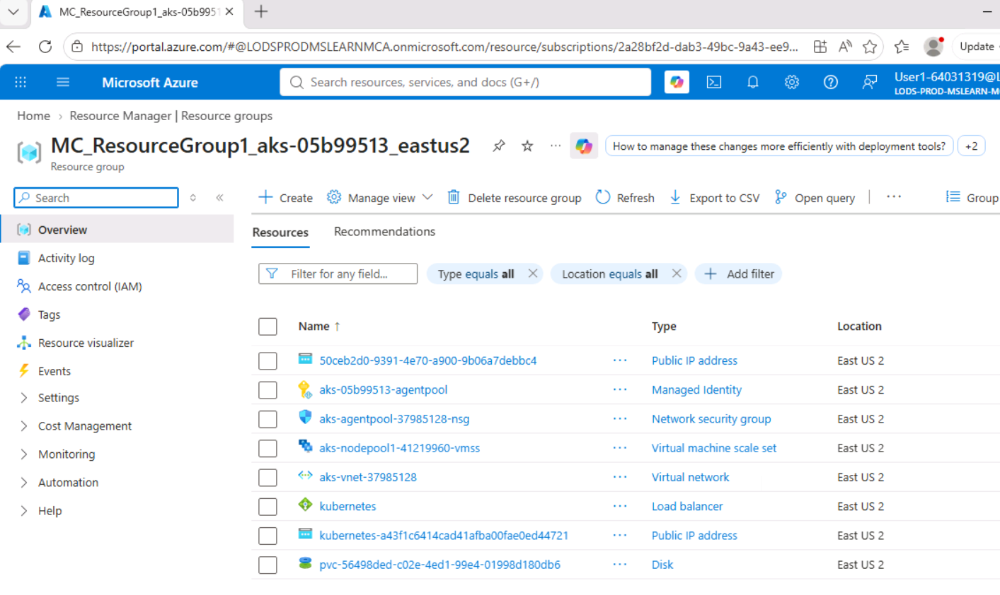 MC_ResourceGroup1_aks-05b9951
https://portal.azure.com/#@LODSPRODMSLEARNMCA.onmicrosoft.com/resource/subscriptions/2a28bf2d-dab3-49bc-9a43-ee9...
Update
Microsoft Azure
Search resources, services, and docs (G+/)
User1-64031319@L
LODS-PROD-MSLEARN-M
Home > Resource Manager | Resource groups
MC_ResourceGroup1_aks-05b99513_eastus2
Resource group
How to manage these changes more efficiently with deployment tools?
+2
Search
Create
Manage view
Delete resource group
Refresh
Export to CSV
Open query
Group
Overview
Activity log
Access control (IAM)
Tags
Resource visualizer
Events
Settings
Cost Management
Monitoring
Automation
Help
Resources
Recommendations
Filter for any field...
Type equals all
Location equals all
Add filter
Name ↑ Type Location
50ceb2d0-9391-4e70-a900-9b06a7debbc4 ... Public IP address East US 2
aks-05b99513-agentpool ... Managed Identity East US 2
aks-agentpool-37985128-nsg ... Network security group East US 2
aks-nodepool1-41219960-vmss ... Virtual machine scale set East US 2
aks-vnet-37985128 ... Virtual network East US 2
kubernetes ... Load balancer East US 2
kubernetes-a43f1c6414cad41afba00fae0ed44721 ... Public IP address East US 2
pvc-56498ded-c02e-4ed1-99e4-01998d180db6 ... Disk East US 2